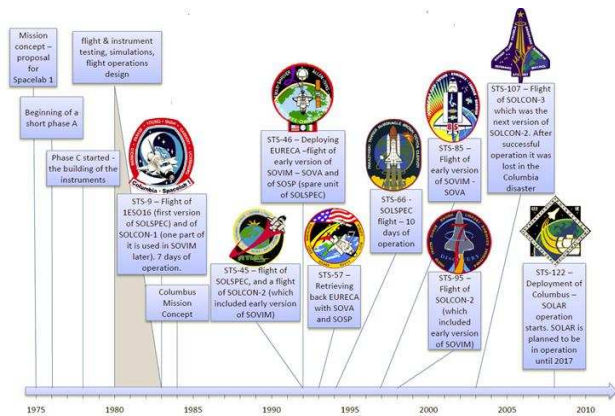 Mission
concept –
proposal
for
Spacelab 1
flight & instrument
testing, simulations,
flight operations
design
Beginning of a
short phase A
Phase C started -
the building of the
instruments
Columbia - Spacelab 1
STS-9 – Flight of
1ESO16 (first version
of SOLSPEC) and of
SOLCON-1 (one part of
it is used in SOVIM
later). 7 days of
operation.
Columbus
Mission
Concept
STS-45 – flight of
SOLSPEC, and a flight of
SOLCON-2 (which
included early version
of SOVIM)
STS-46 – Deploying
EURECA –flight of
early version of
SOVIM – SOVA and
of SOSP (spare unit
of SOLSPEC)
STS-57 – Retrieving
back EURECA
with SOVA and
SOSP
STS-66 -
SOLSPEC
flight – 10
days of
operation
STS-85 –
Flight of
early version
of SOVIM -
SOVA
DISCOVERY
STS-95 –
Flight of
SOLCON-2
(which
included
early version
of SOVIM)
STS-107 – Flight
of SOLCON-3
which was the
next version of
SOLCON-2. After
successful
operation it was
lost in the
Columbia
disaster
STS-122 –
Deployment of
Columbus –
SOLAR
operation
starts. SOLAR is
planned to be
in operation
until 2017
1975
1980
1985
1990
1995
2000
2005
2010